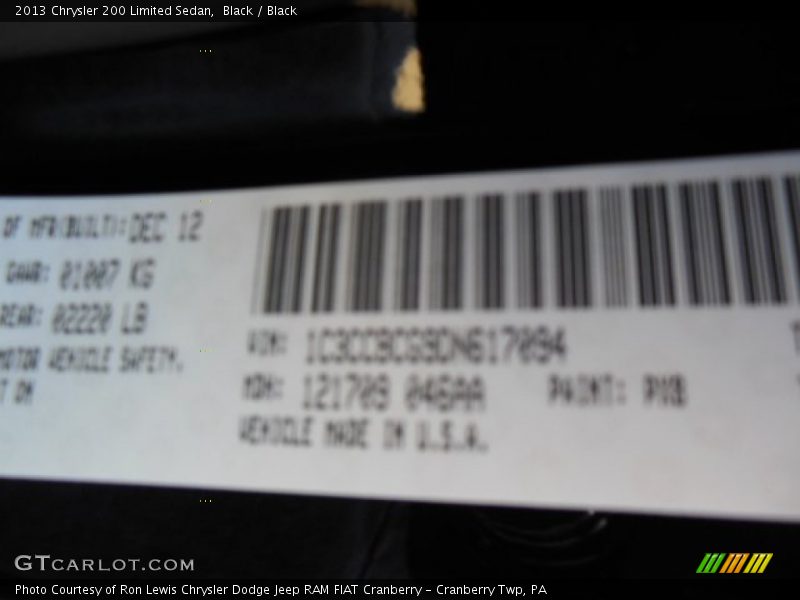 2013 Chrysler 200 Limited Sedan, Black / Black
OF MFR(BUILT): DEC 12
GAWR: 01007 KG
REAR: 02220 LB
MOTOR VEHICLE SAFETY.
VIN: 1C3CCBCG9DN617094
MDH: 121709 046AA PAINT: PXB
VEHICLE MADE IN U.S.A.
GTCARLOT.COM
Photo Courtesy of Ron Lewis Chrysler Dodge Jeep RAM FIAT Cranberry – Cranberry Twp, PA